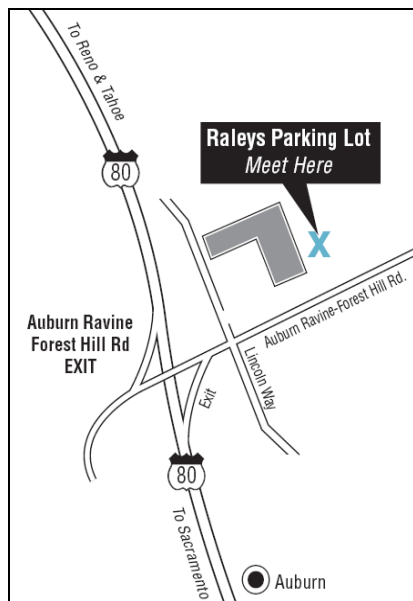 To Reno & Tahoe
80
Raleys Parking Lot
Meet Here
X
Auburn Ravine
Forest Hill Rd
EXIT
Auburn Ravine-Forest Hill Rd.
Lincoln Way
Exit
80
To Sacramento
Auburn